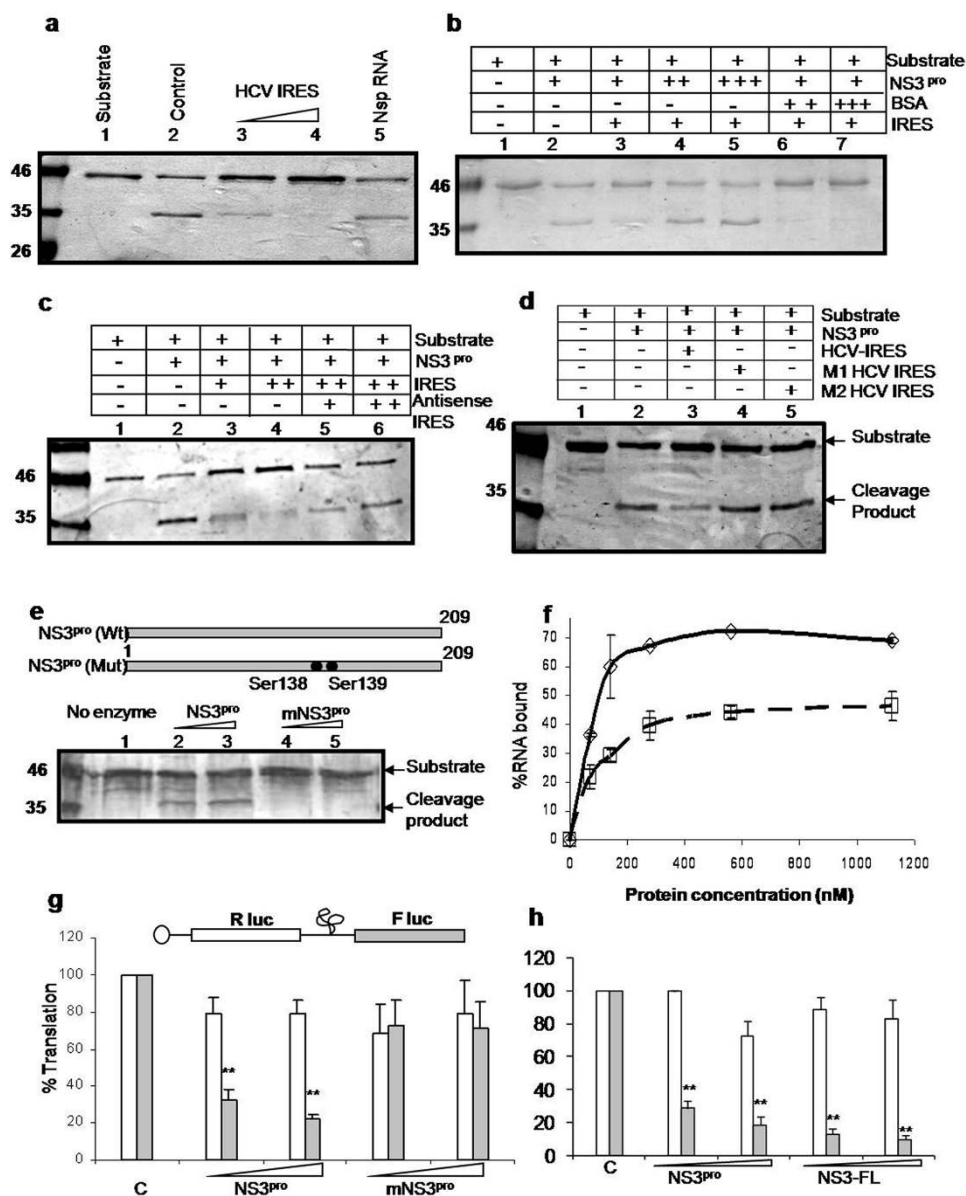 a
Substrate
Control
HCV IRES
Nsp RNA
1 2 3 4 5
46
35
26
b
+ + + + + + + Substrate
- + + ++ +++ + + NS3 pro
- - - - - + + +++ BSA
- - + + + + + IRES
1 2 3 4 5 6 7
46
35
c
+ + + + + + Substrate
- + + + + + NS3 pro
- - + ++ ++ ++ IRES
- - - - + ++ Antisense
1 2 3 4 5 6 IRES
46
35
d
+ + + + + Substrate
- + + + + NS3 pro
- - + - - HCV-IRES
- - - + - M1 HCV IRES
- - - - + M2 HCV IRES
1 2 3 4 5
46
35
Substrate
Cleavage
Product
e
209
NS3pro (Wt)
1
209
NS3pro (Mut)
Ser138 Ser139
No enzyme NS3pro mNS3pro
1 2 3 4 5
46
35
Substrate
Cleavage
product
f
%RNA bound
70
60
50
40
30
20
10
0
0 200 400 600 800 1000 1200
Protein concentration (nM)
g
R luc F luc
% Translation
120
100
80
60
40
20
0
** **
C NS3pro mNS3pro
h
120
100
80
60
40
20
0
** ** ** **
C NS3pro NS3-FL